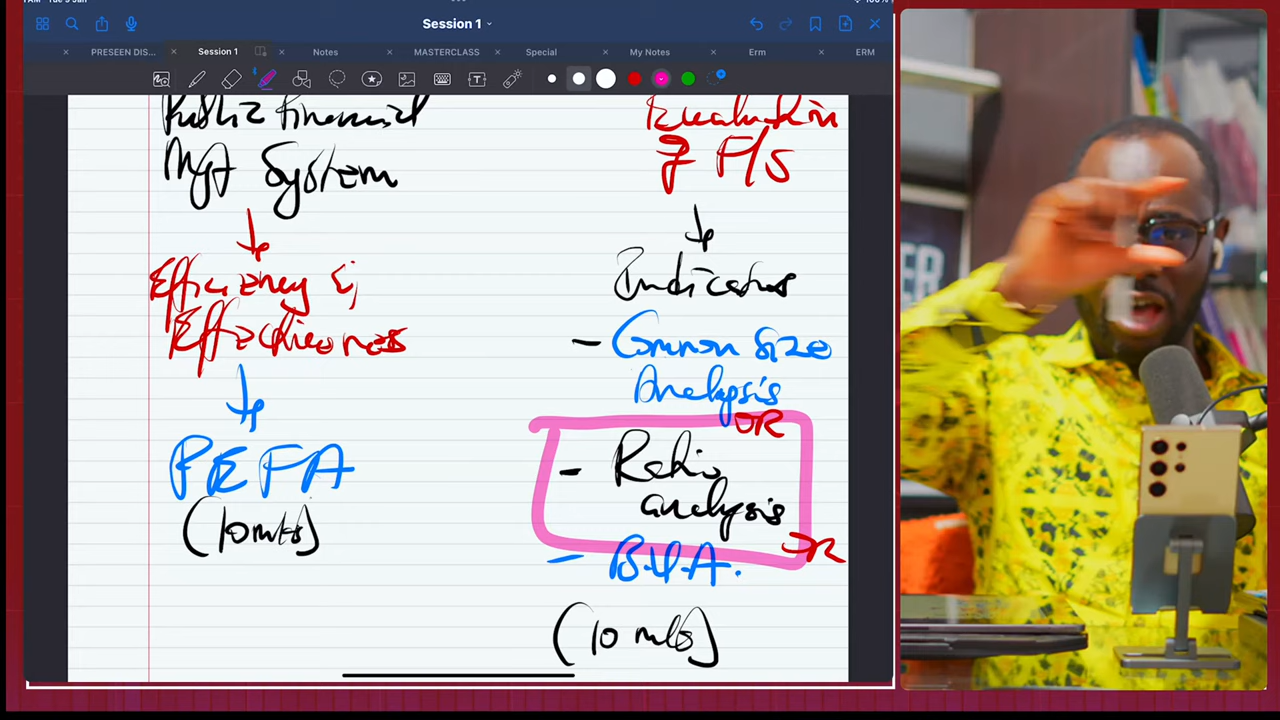 Session 1
PRESEEN DIS...
Session 1
Notes
MASTERCLASS
Special
My Notes
Erm
ERM
Public Financial
Mgt System
Efficiency &
Effectiveness
PEFA
(10mks)
Evaluation
of F/S
Indicators
- Common Size
Analysis
OR
- Ratio
analysis
OR
- B.V.A.
(10 mks)